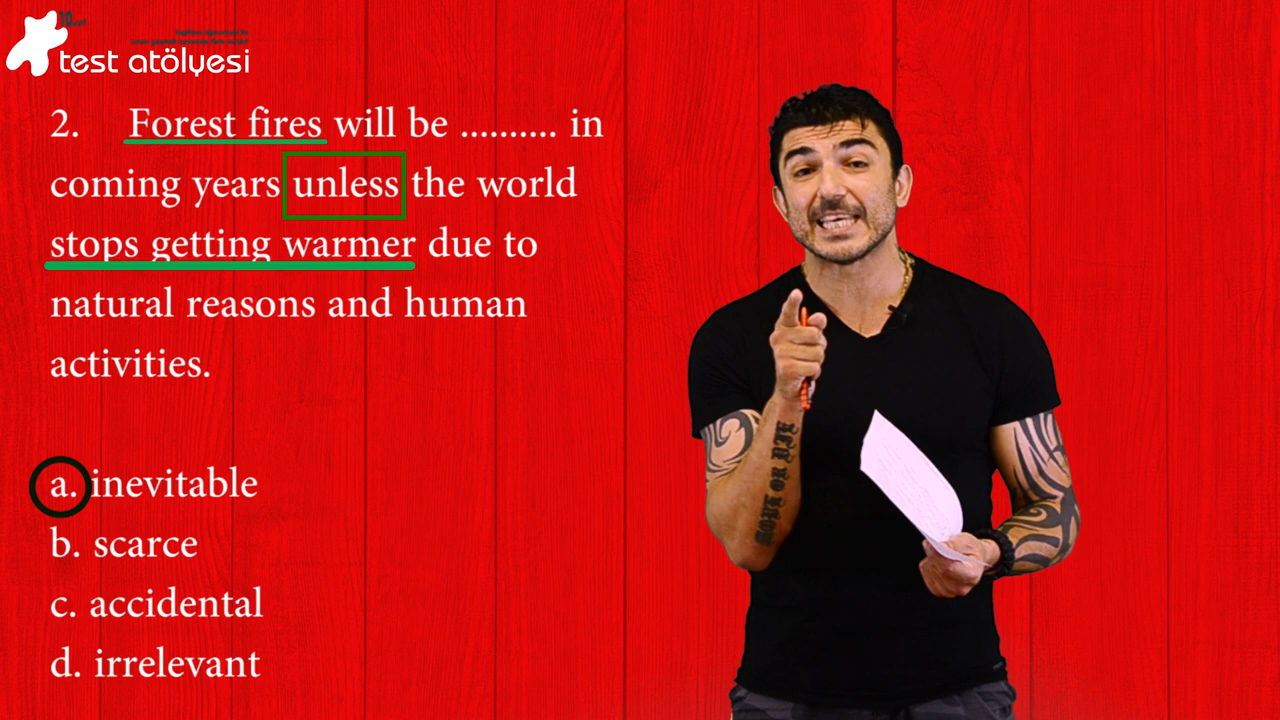 test atölyesi
2. Forest fires will be .......... in
coming years unless the world
stops getting warmer due to
natural reasons and human
activities.
a. inevitable
b. scarce
c. accidental
d. irrelevant